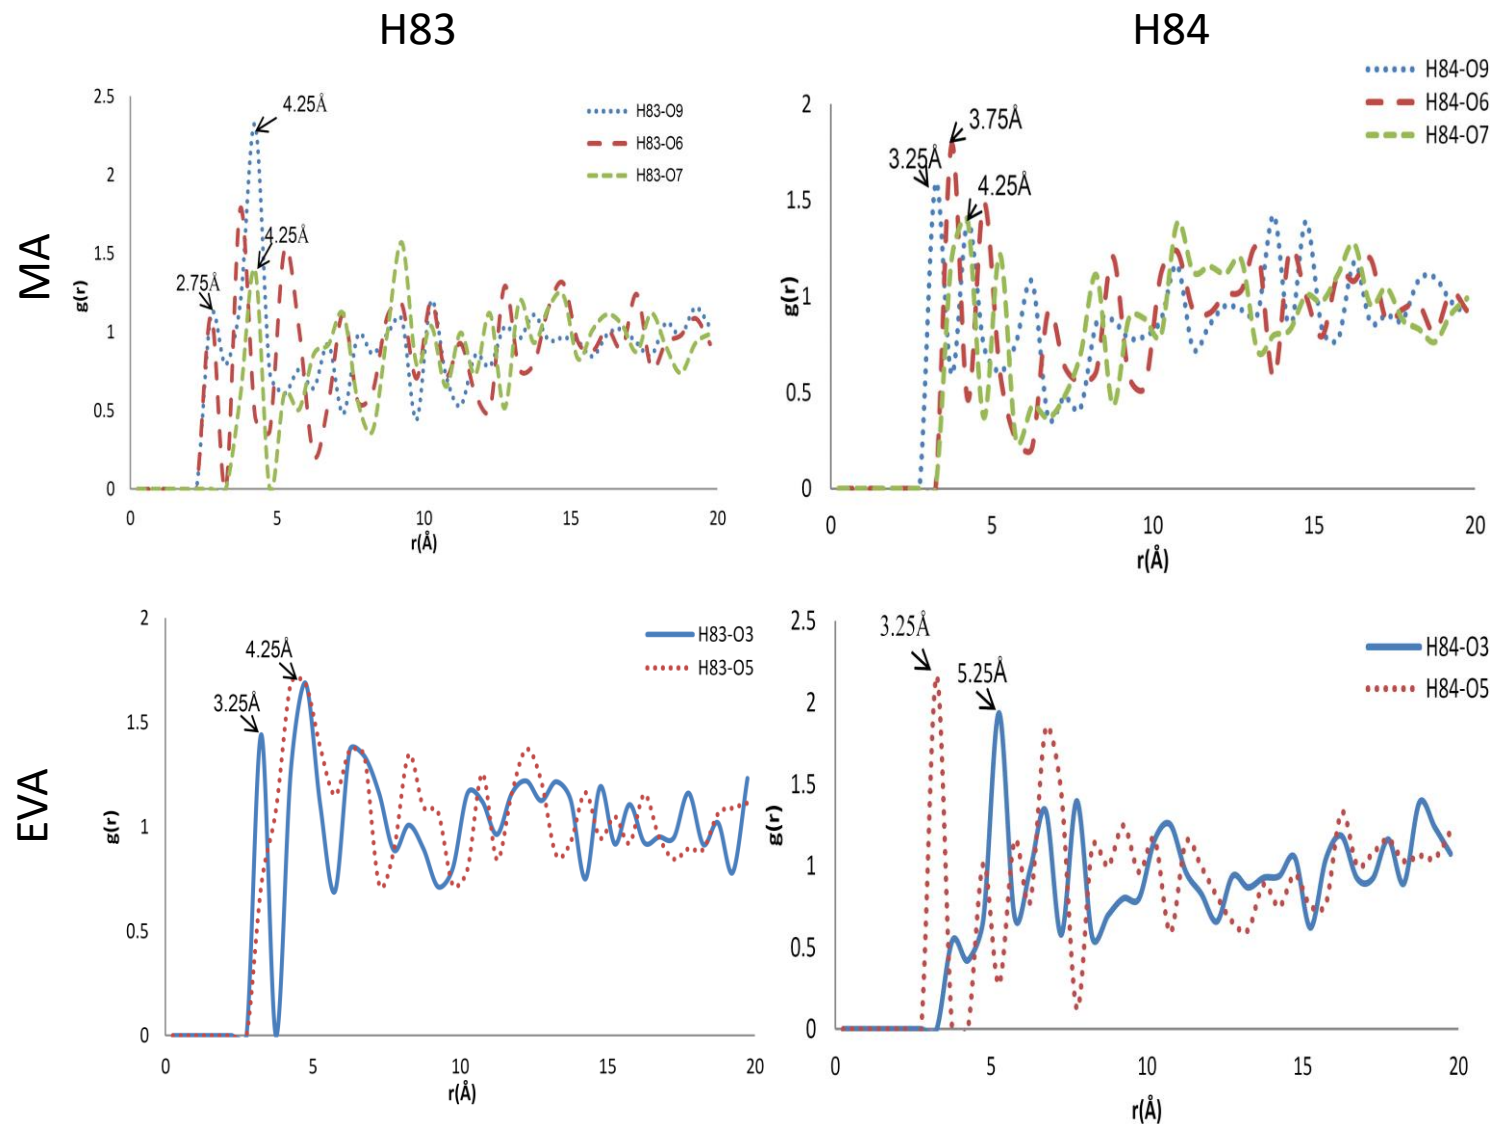 H83
H84
MA
EVA
2.5
2
1.5
1
0.5
0
g(r)
0
5
10
15
20
r(Å)
4.25Å
4.25Å
2.75Å
H83-O9
H83-O6
H83-O7
2
1.5
1
0.5
0
g(r)
0
5
10
15
20
r(Å)
3.75Å
3.25Å
4.25Å
H84-O9
H84-O6
H84-O7
2
1.5
1
0.5
0
g(r)
0
5
10
15
20
r(Å)
4.25Å
3.25Å
H83-O3
H83-O5
2.5
2
1.5
1
0.5
0
g(r)
0
5
10
15
20
r(Å)
3.25Å
5.25Å
H84-O3
H84-O5